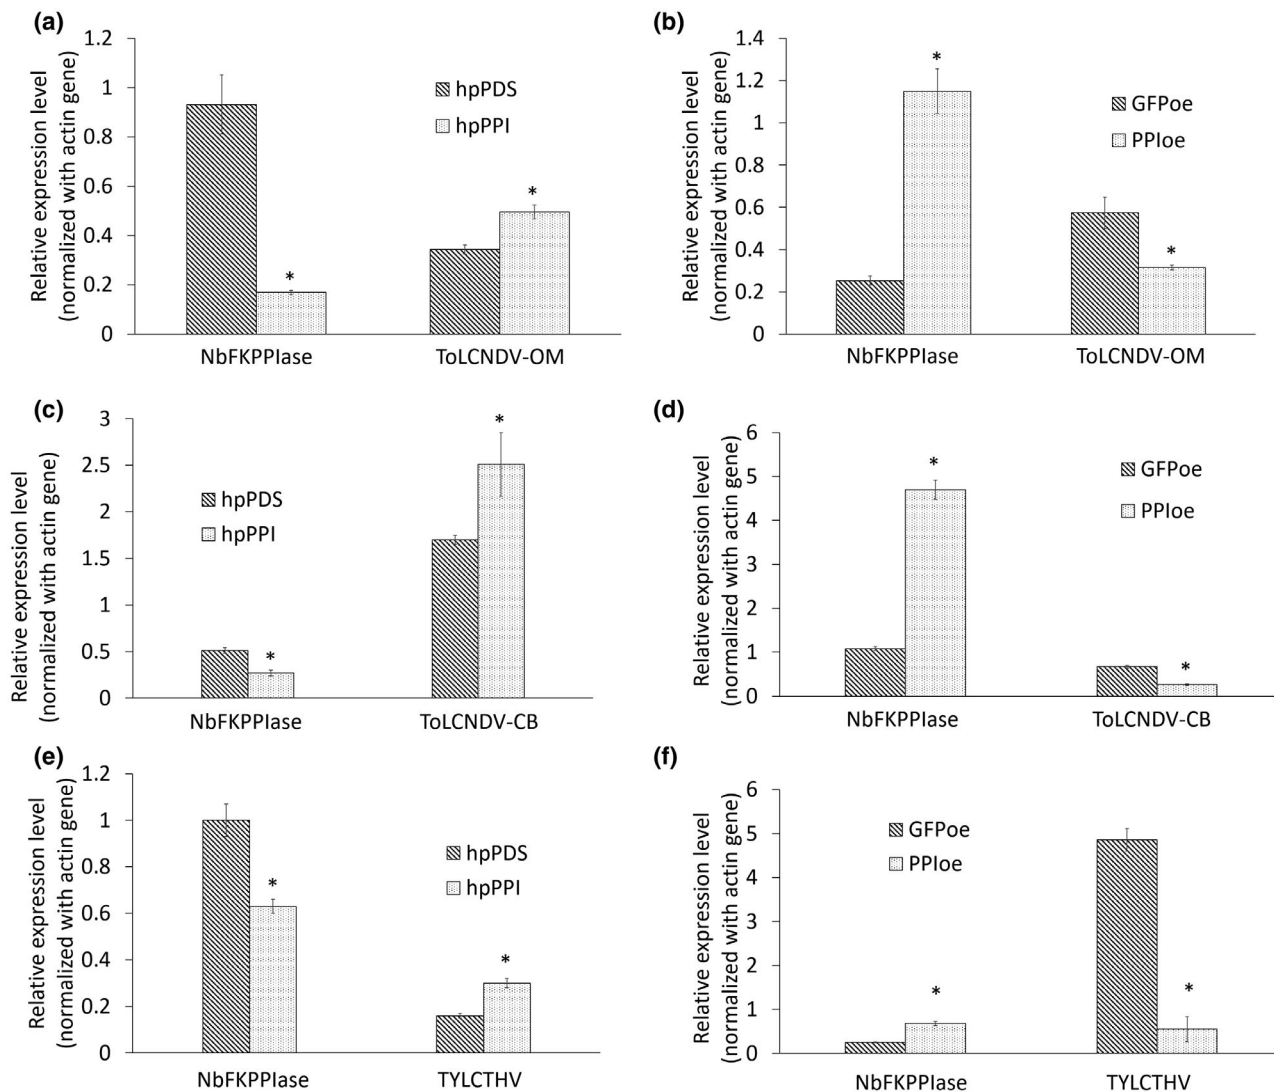 (a)
Relative expression level
(normalized with actin gene)
1.2
1
0.8
0.6
0.4
0.2
0
hpPDS
hpPPI
*
*
NbFKPPIase
ToLCNDV-OM
(b)
Relative expression level
(normalized with actin gene)
1.4
1.2
1
0.8
0.6
0.4
0.2
0
GFPoe
PPIoe
*
*
NbFKPPIase
ToLCNDV-OM
(c)
Relative expression level
(normalized with actin gene)
3
2.5
2
1.5
1
0.5
0
hpPDS
hpPPI
*
*
NbFKPPIase
ToLCNDV-CB
(d)
Relative expression level
(normalized with actin gene)
6
5
4
3
2
1
0
GFPoe
PPIoe
*
*
NbFKPPIase
ToLCNDV-CB
(e)
Relative expression level
(normalized with actin gene)
1.2
1
0.8
0.6
0.4
0.2
0
hpPDS
hpPPI
*
*
NbFKPPIase
TYLCTHV
(f)
Relative expression level
(normalized with actin gene)
6
5
4
3
2
1
0
GFPoe
PPIoe
*
*
NbFKPPIase
TYLCTHV